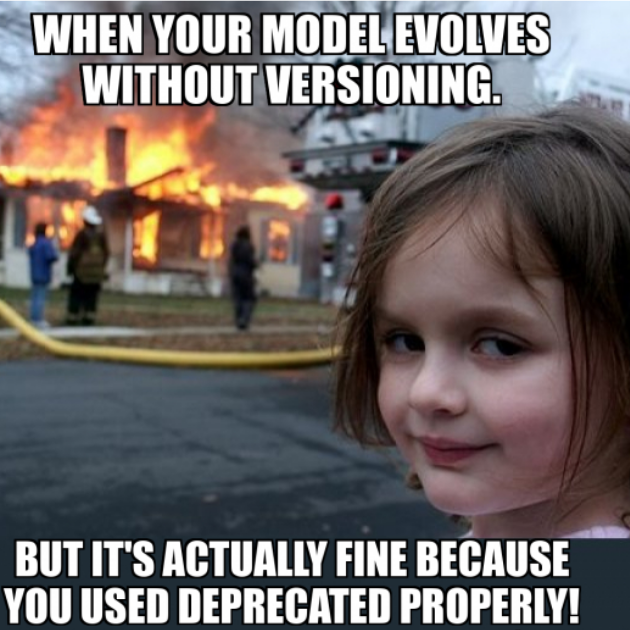 WHEN YOUR MODEL EVOLVES
WITHOUT VERSIONING.
BUT IT'S ACTUALLY FINE BECAUSE
YOU USED DEPRECATED PROPERLY!